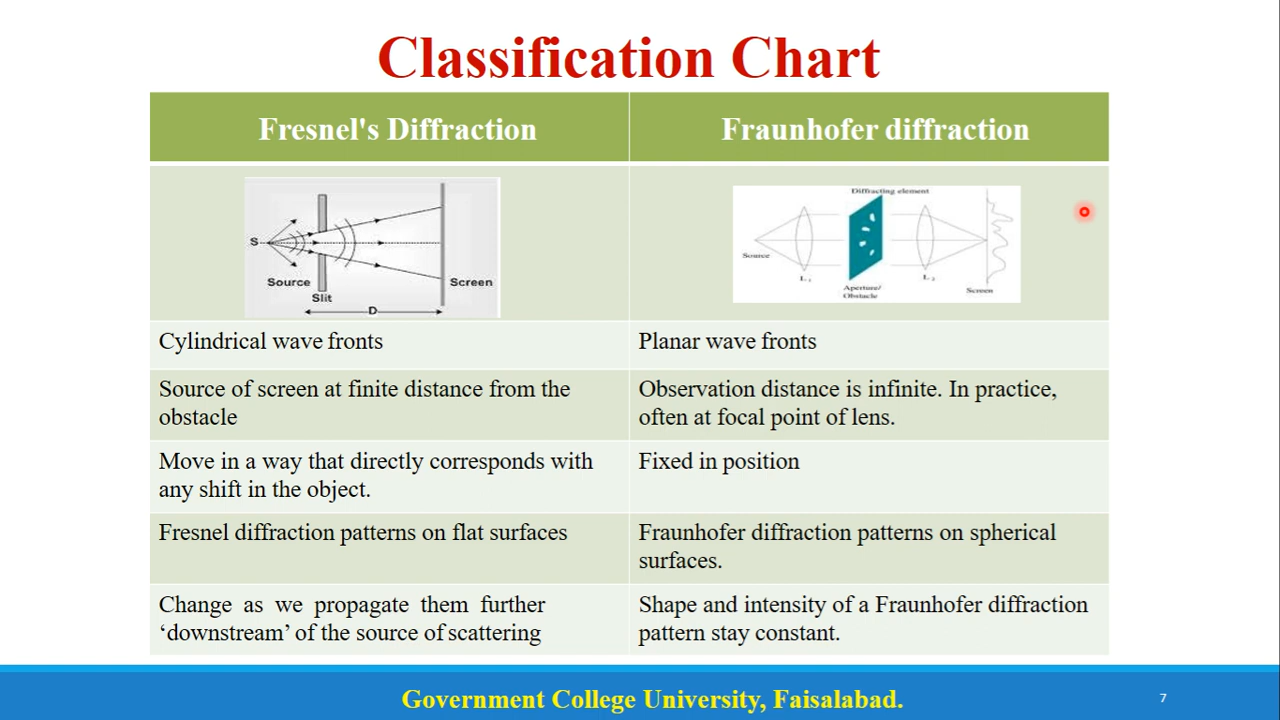 Classification Chart
Fresnel's Diffraction
Fraunhofer diffraction
S
Source
Slit
Screen
D
Diffracting element
Source
L1
Aperture/
Obstacle
L2
Screen
Cylindrical wave fronts
Planar wave fronts
Source of screen at finite distance from the
obstacle
Observation distance is infinite. In practice,
often at focal point of lens.
Move in a way that directly corresponds with
any shift in the object.
Fixed in position
Fresnel diffraction patterns on flat surfaces
Fraunhofer diffraction patterns on spherical
surfaces.
Change as we propagate them further
‘downstream’ of the source of scattering
Shape and intensity of a Fraunhofer diffraction
pattern stay constant.
Government College University, Faisalabad.
7